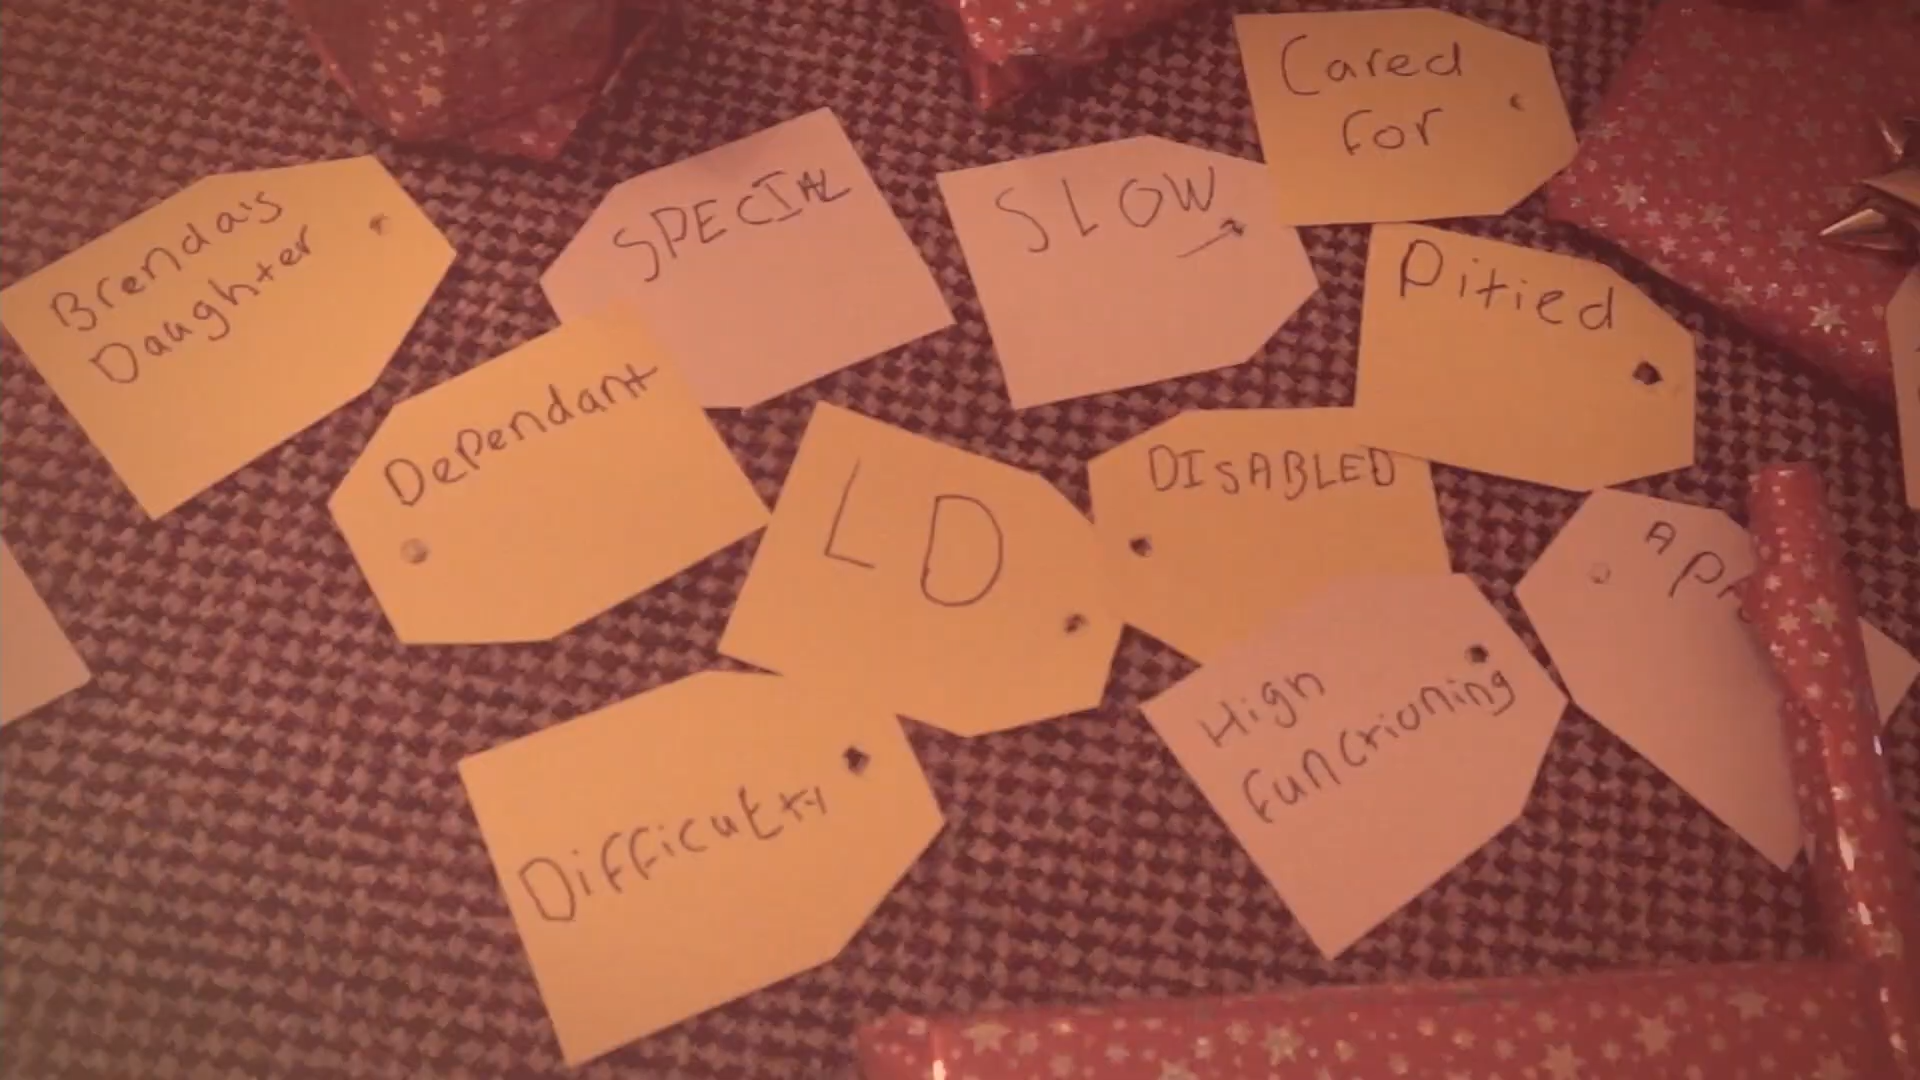 Cared
for
Brenda's
Daughter
SPECIAL
SLOW
Pitied
Dependant
LD
DISABLED
A
High
functioning
Difficulty